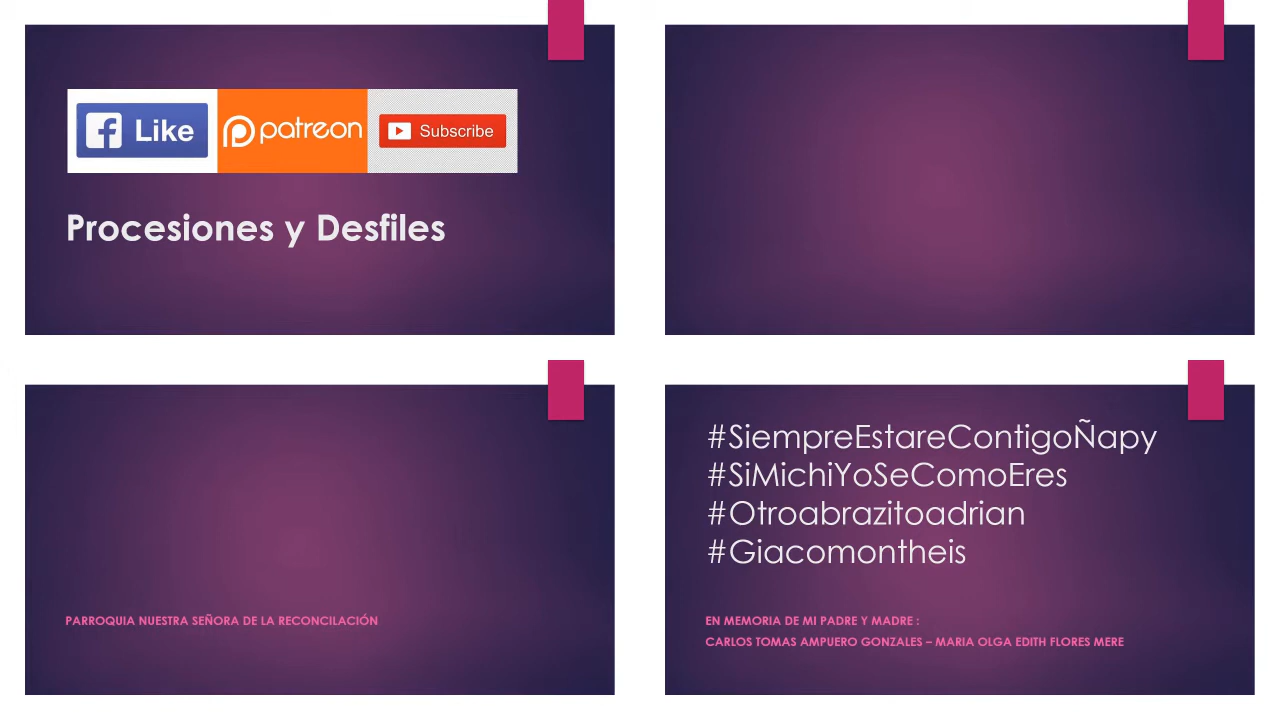 Like
patreon
Subscribe
Procesiones y Desfiles
PARROQUIA NUESTRA SEÑORA DE LA RECONCILACIÓN
#SiempreEstareContigoÑapy
#SiMichiYoSeComoEres
#Otroabrazitoadrian
#Giacomontheis
EN MEMORIA DE MI PADRE Y MADRE :
CARLOS TOMAS AMPUERO GONZALES – MARIA OLGA EDITH FLORES MERE